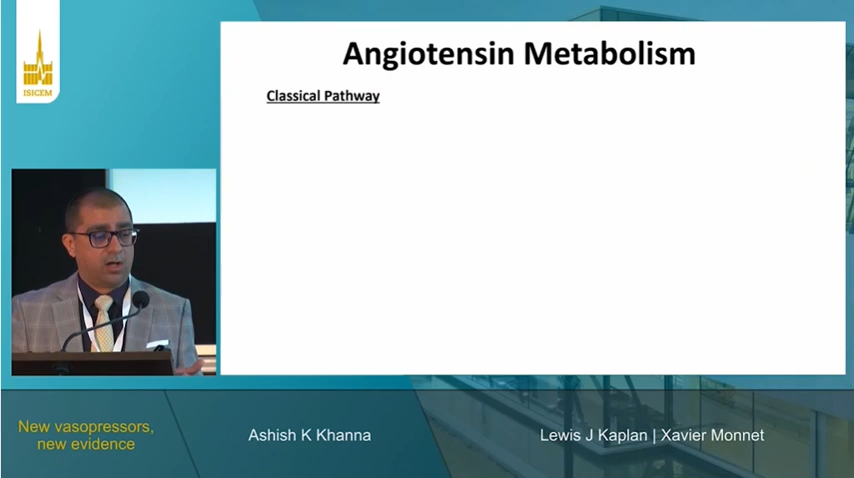 ISICEM
Angiotensin Metabolism
Classical Pathway
New vasopressors,
new evidence
Ashish K Khanna
Lewis J Kaplan | Xavier Monnet